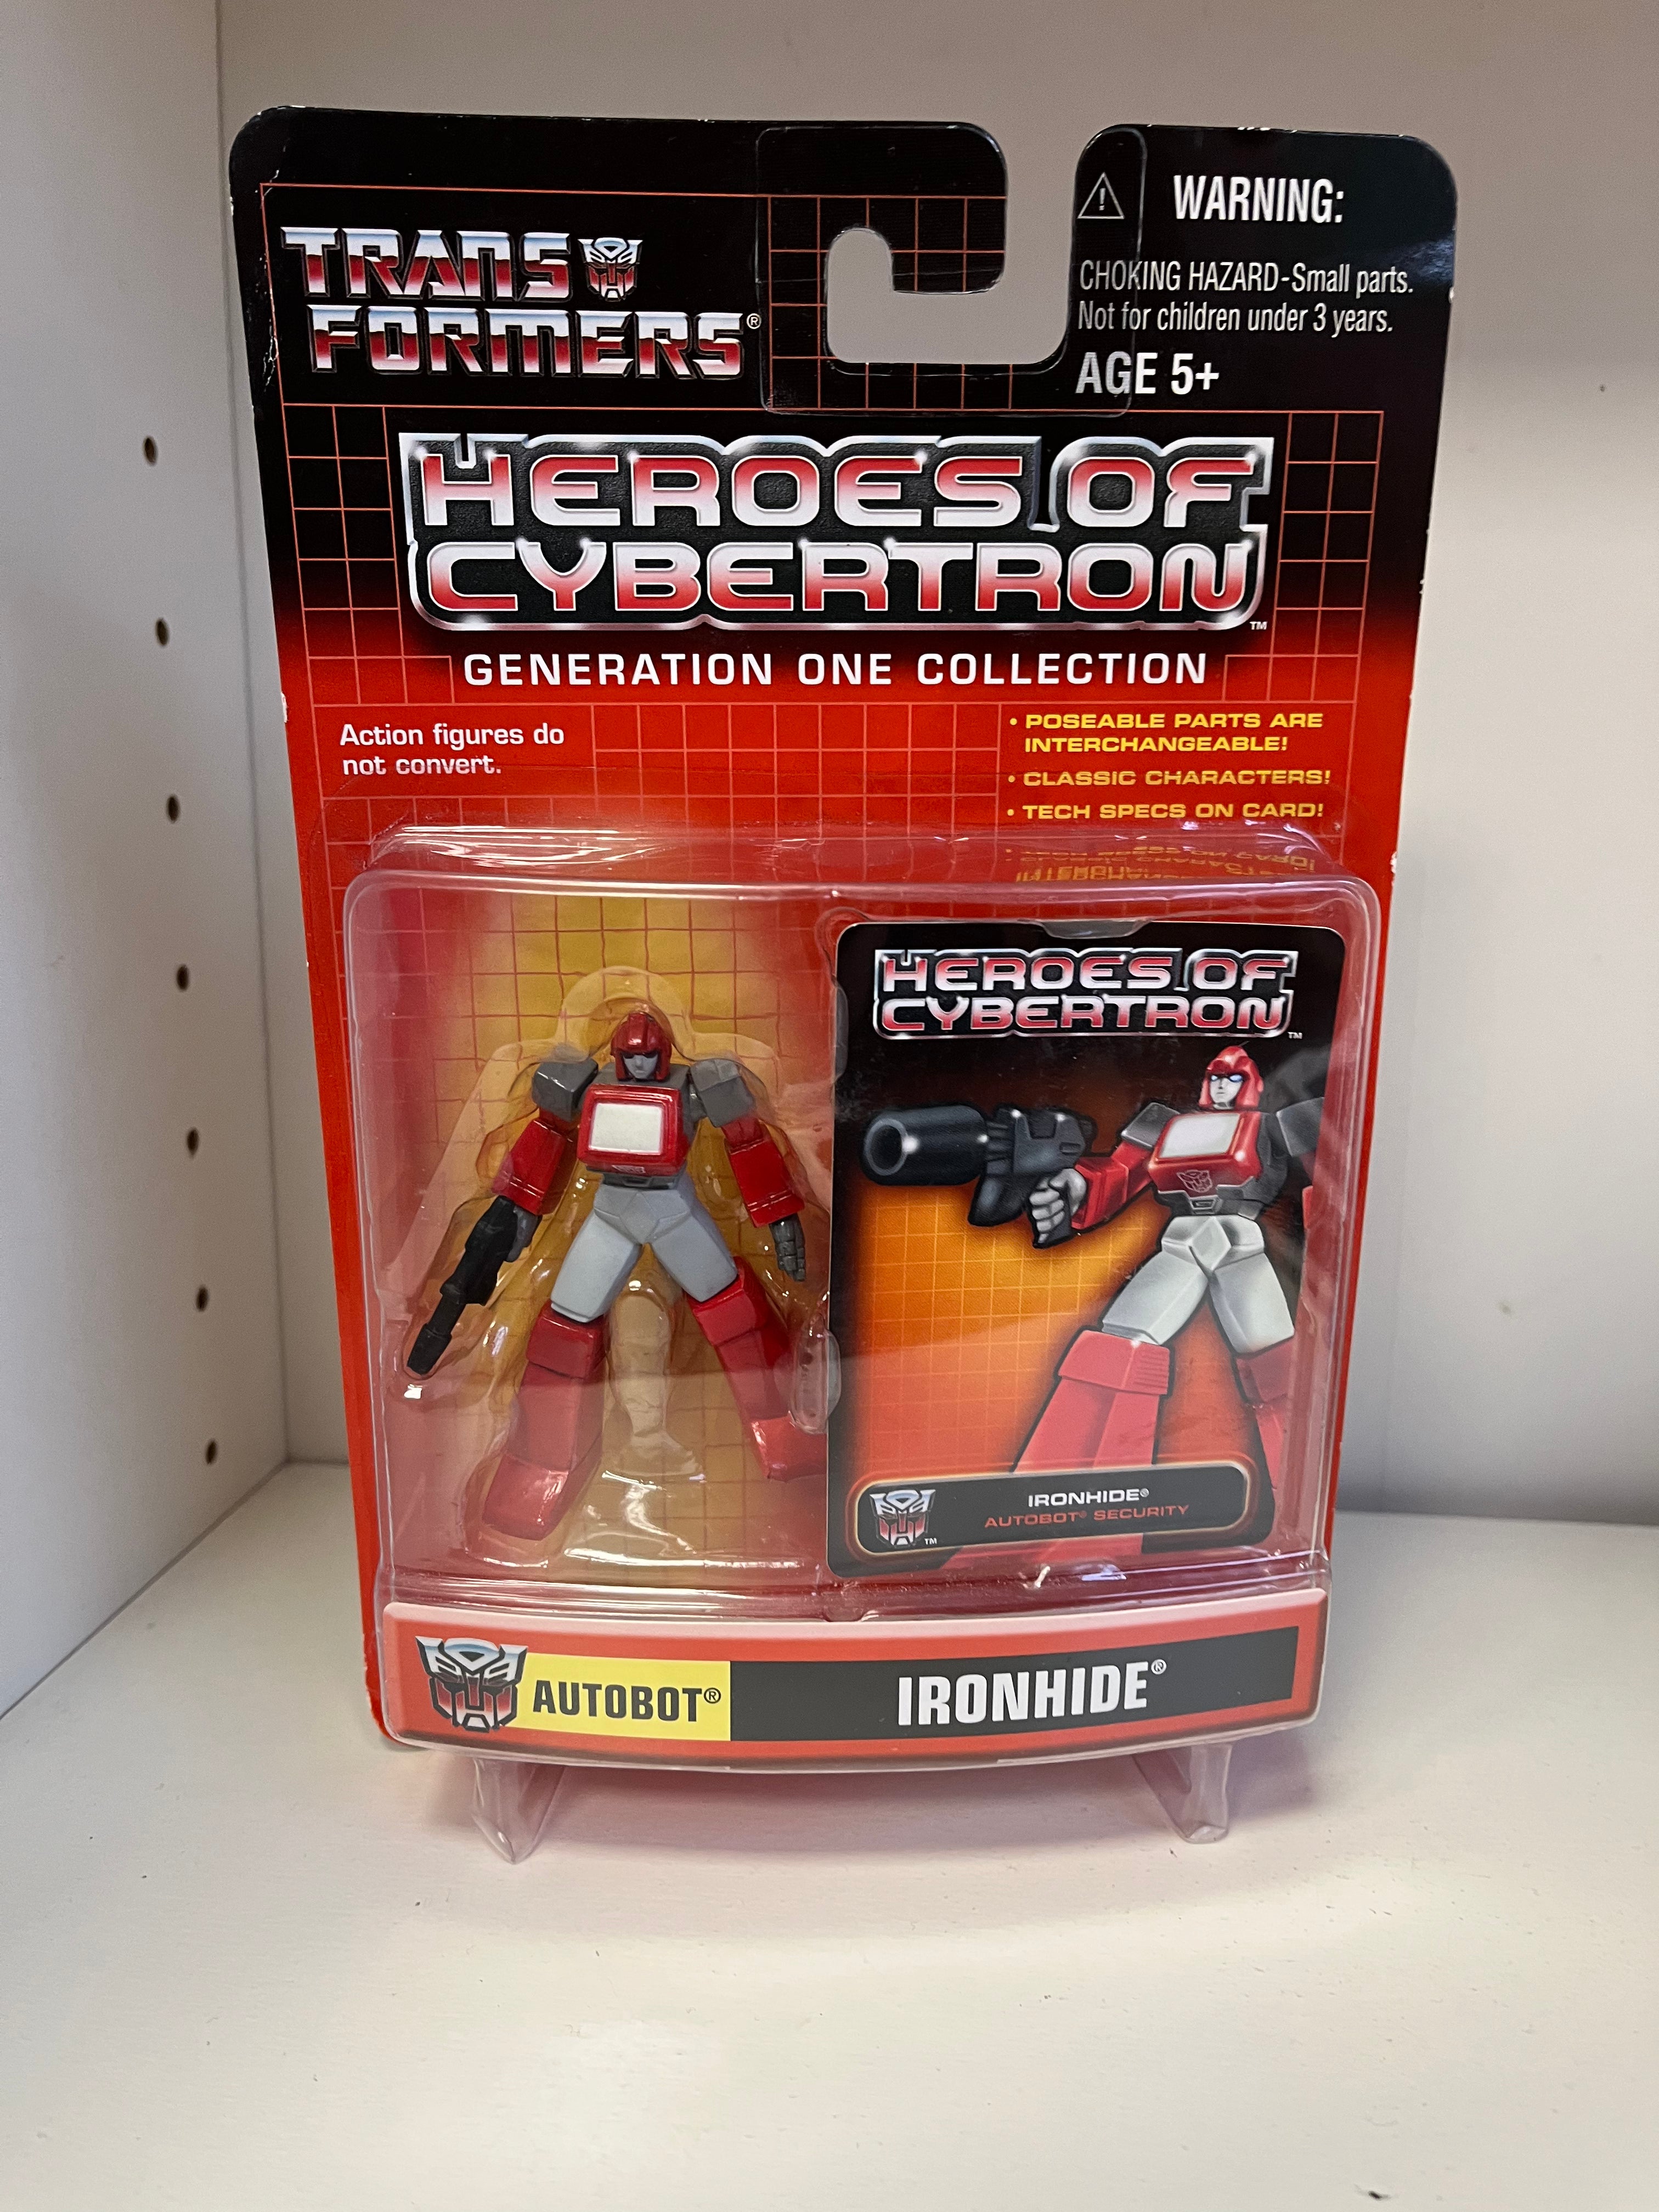 TRANS
FORMERS®
WARNING:
CHOKING HAZARD-Small parts.
Not for children under 3 years.
AGE 5+
HEROES OF
CYBERTRON™
GENERATION ONE COLLECTION
Action figures do
not convert.
• POSEABLE PARTS ARE
INTERCHANGEABLE!
• CLASSIC CHARACTERS!
• TECH SPECS ON CARD!
HEROES OF
CYBERTRON™
IRONHIDE®
AUTOBOT® SECURITY
™
AUTOBOT®
IRONHIDE®